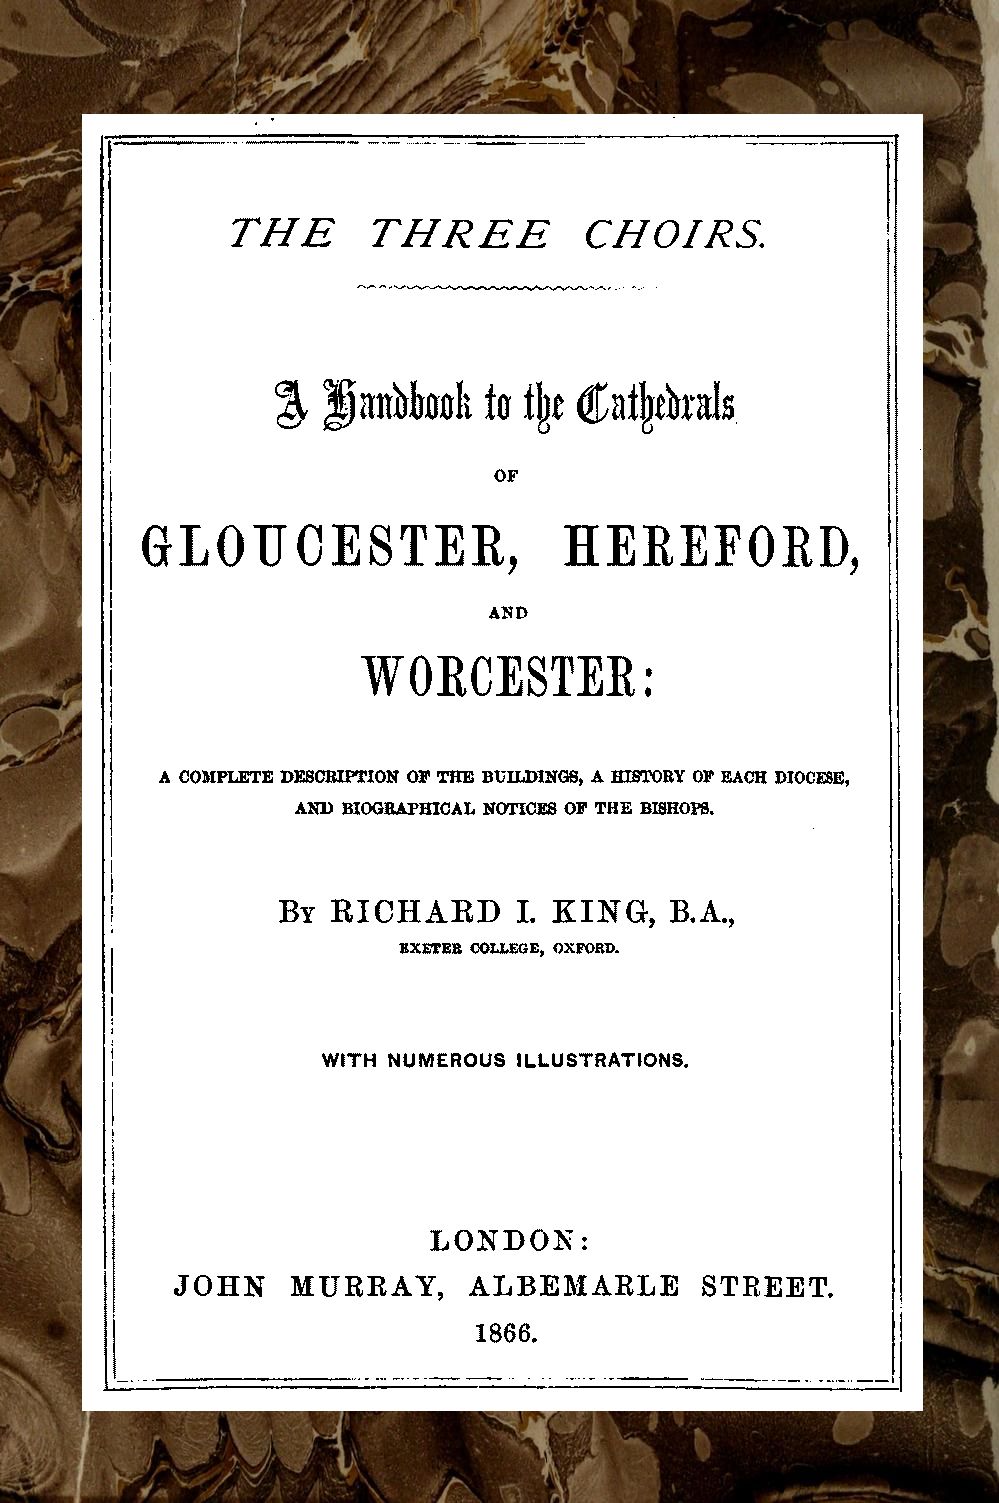 THE THREE CHOIRS.
A Handbook to the Cathedrals
OF
GLOUCESTER, HEREFORD,
AND
WORCESTER:
A COMPLETE DESCRIPTION OF THE BUILDINGS, A HISTORY OF EACH DIOCESE,
AND BIOGRAPHICAL NOTICES OF THE BISHOPS.
By RICHARD I. KING, B.A.,
EXETER COLLEGE, OXFORD.
WITH NUMEROUS ILLUSTRATIONS.
LONDON:
JOHN MURRAY, ALBEMARLE STREET.
1866.